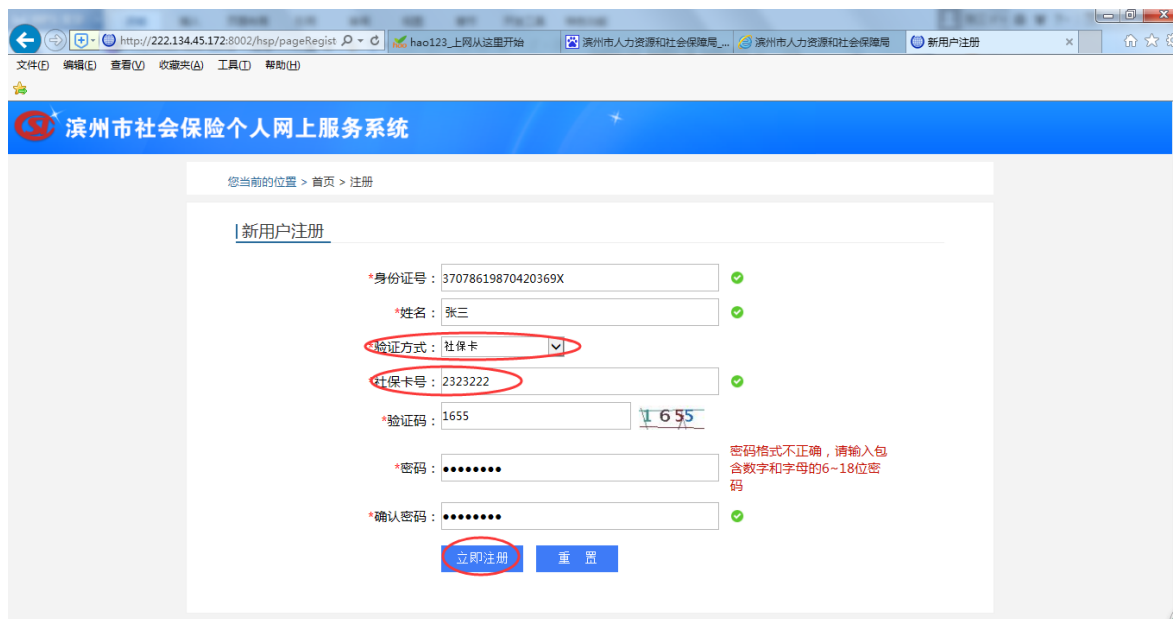 http://222.134.45.172:8002/hsp/pageRegist
hao123_上网从这里开始
滨州市人力资源和社会保障局_...
滨州市人力资源和社会保障局
新用户注册
文件(F) 编辑(E) 查看(V) 收藏夹(A) 工具(T) 帮助(H)
滨州市社会保险个人网上服务系统
您当前的位置 > 首页 > 注册
新用户注册
*身份证号：37078619870420369X
*姓名：张三
*验证方式：社保卡
*社保卡号：2323222
*验证码：1655 1655
*密码：●●●●●●●● 密码格式不正确，请输入包
含数字和字母的6~18位密
码
*确认密码：●●●●●●●●
立即注册 重 置